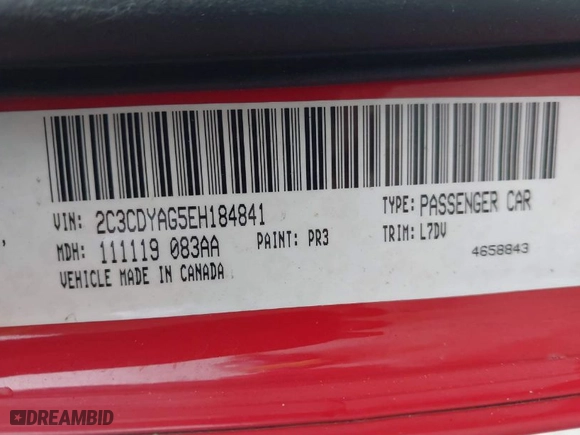 VIN: 2C3CDYAG5EH184841
TYPE: PASSENGER CAR
MDH: 111119 083AA
PAINT: PR3
TRIM: L7DV
VEHICLE MADE IN CANADA
4658843
DREAMBID